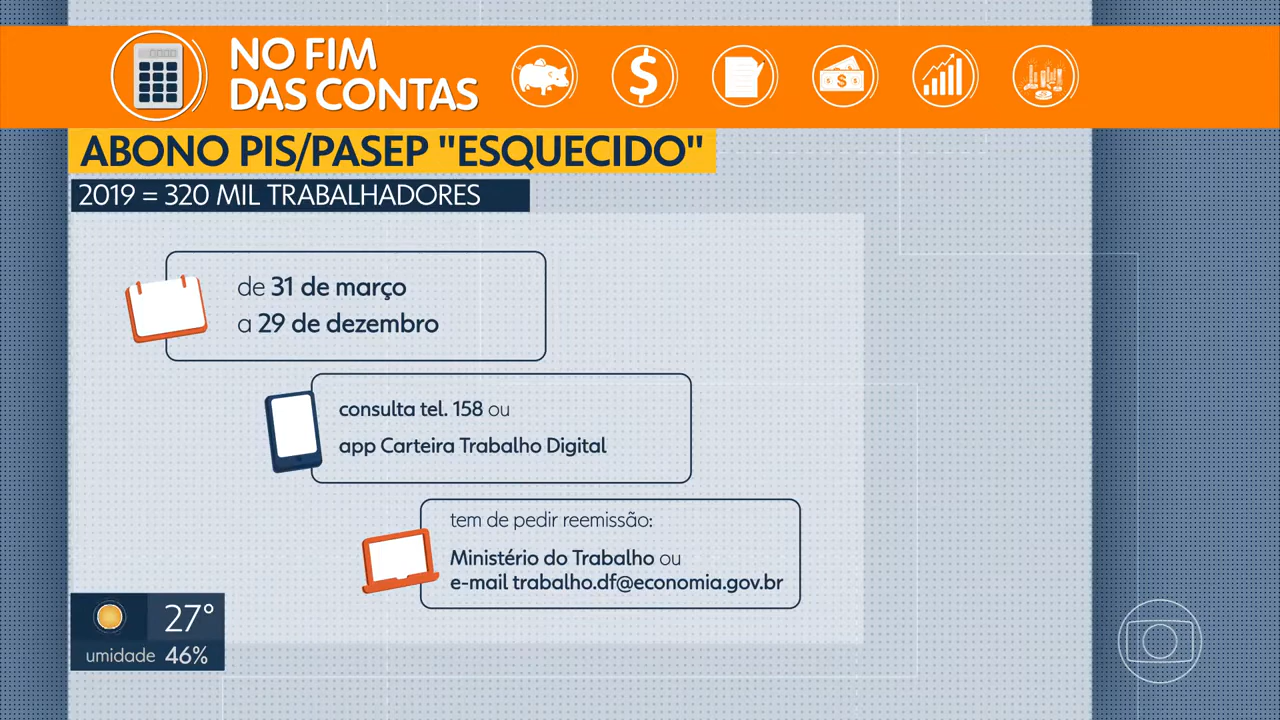 NO FIM
DAS CONTAS
ABONO PIS/PASEP "ESQUECIDO"
2019 = 320 MIL TRABALHADORES
de 31 de março
a 29 de dezembro
consulta tel. 158 ou
app Carteira Trabalho Digital
tem de pedir reemissão:
Ministério do Trabalho ou
e-mail trabalho.df@economia.gov.br
27°
umidade 46%